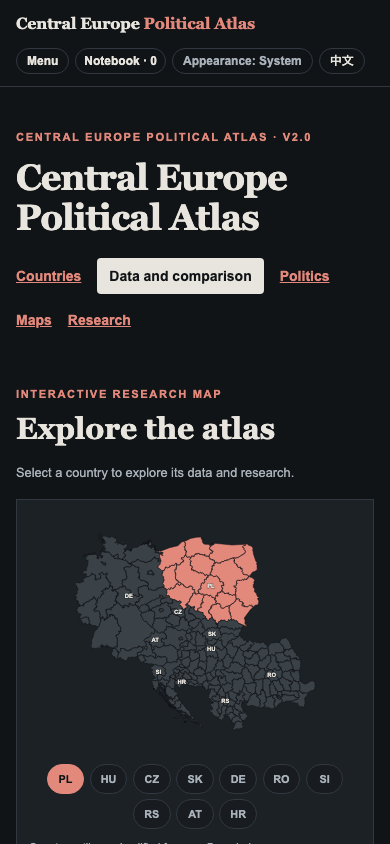 Central Europe Political Atlas
Menu
Notebook · 0
Appearance: System
中文
CENTRAL EUROPE POLITICAL ATLAS · V2.0
Central Europe
Political Atlas
Countries
Data and comparison
Politics
Maps
Research
INTERACTIVE RESEARCH MAP
Explore the atlas
Select a country to explore its data and research.
PL
DE
CZ
SK
AT
HU
SI
HR
RO
RS
PL
HU
CZ
SK
DE
RO
SI
RS
AT
HR